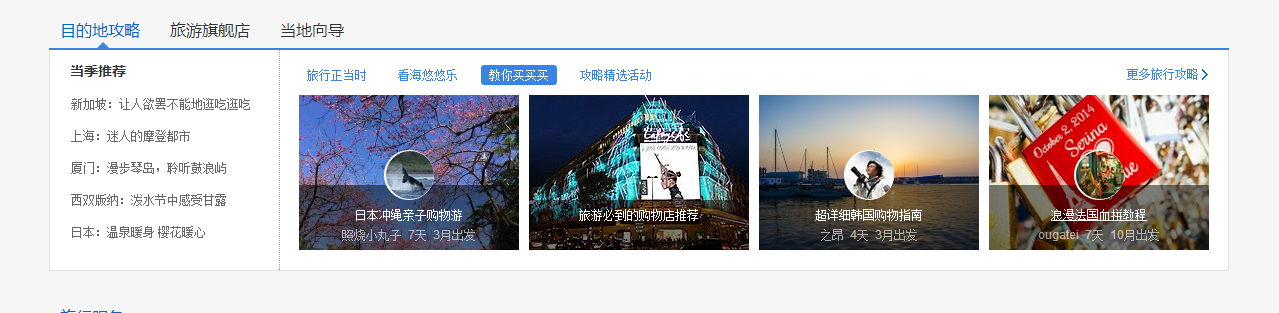 目的地攻略 旅游旗舰店 当地向导
当季推荐
新加坡：让人欲罢不能地逛吃逛吃
上海：迷人的摩登都市
厦门：漫步琴岛，聆听鼓浪屿
西双版纳：泼水节中感受甘露
日本：温泉暖身 樱花暖心
旅行正当时 看海悠悠乐 教你买买买 攻略精选活动 更多旅行攻略
October 2, 2014
Serina
日本冲绳亲子购物游
照烧小丸子 7天 3月出发
旅游必到的购物店推荐
超详细韩国购物指南
之昂 4天 3月出发
浪漫法国血拼教程
ougatei 7天 10月出发